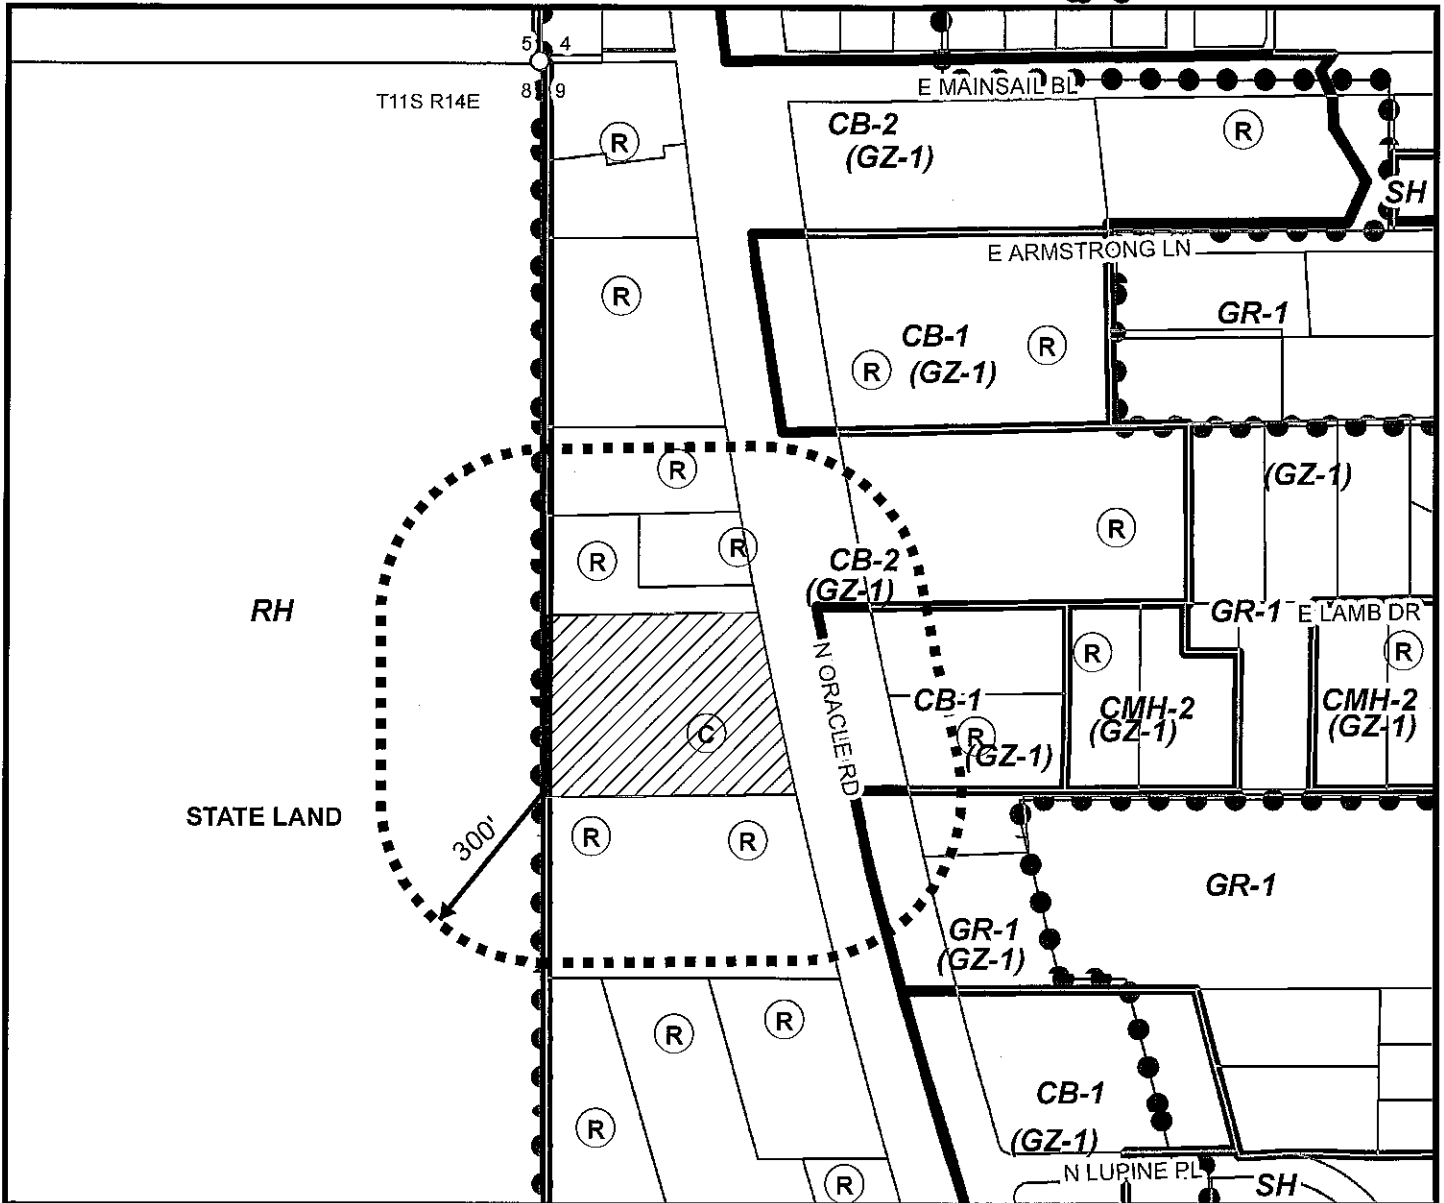 5 4
8 9
T11S R14E
E MAINSAIL BL
R
CB-2
(GZ-1)
R
SH
E ARMSTRONG LN
R
CB-1
(GZ-1)
R
R
GR-1
R
(GZ-1)
R
R
R
CB-2
(GZ-1)
RH
GR-1
E LAMB DR
N ORACLE RD
R
R
CB-1
R
(GZ-1)
CMH-2
(GZ-1)
CMH-2
(GZ-1)
C
STATE LAND
300'
R
R
GR-1
GR-1
(GZ-1)
R
R
CB-1
(GZ-1)
R
N LUPINE PL
R
SH